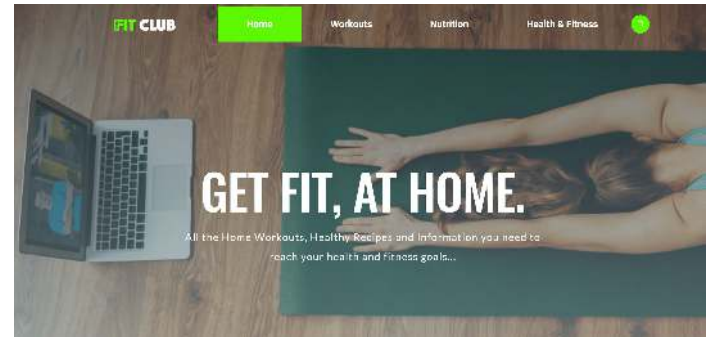 FIT CLUB
Home
Workouts
Nutrition
Health & Fitness
GET FIT, AT HOME.
All the Home Workouts, Healthy Recipes and Information you need to
reach your health and fitness goals...